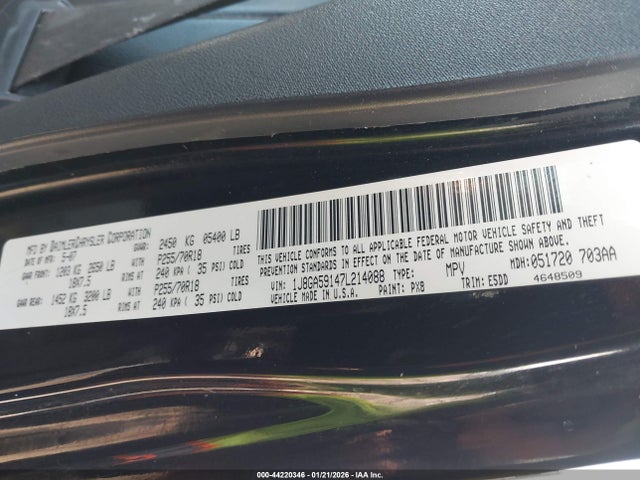 MFD BY DAIMLERCHRYSLER CORPORATION
DATE OF MFR 5-07 GVWR: 2450 KG 05400 LB
GAWR FRONT 1203 KG 2650 LB TIRES P255/70R18
18X7.5 RIMS AT 240 KPA ( 35 PSI) COLD
GAWR REAR: 1452 KG 3200 LB TIRES P255/70R18
18X7.5 RIMS AT 240 KPA ( 35 PSI) COLD
THIS VEHICLE CONFORMS TO ALL APPLICABLE FEDERAL MOTOR VEHICLE SAFETY AND THEFT
PREVENTION STANDARDS IN EFFECT ON THE DATE OF MANUFACTURE SHOWN ABOVE.
VIN: 1J8GA59147L214088 TYPE: MPV MDH: 051720 703AA
VEHICLE MADE IN U.S.A. PAINT: PX8 TRIM: E5DD 4648509
000-44220346 | 01/21/2026 - © IAA, Inc.